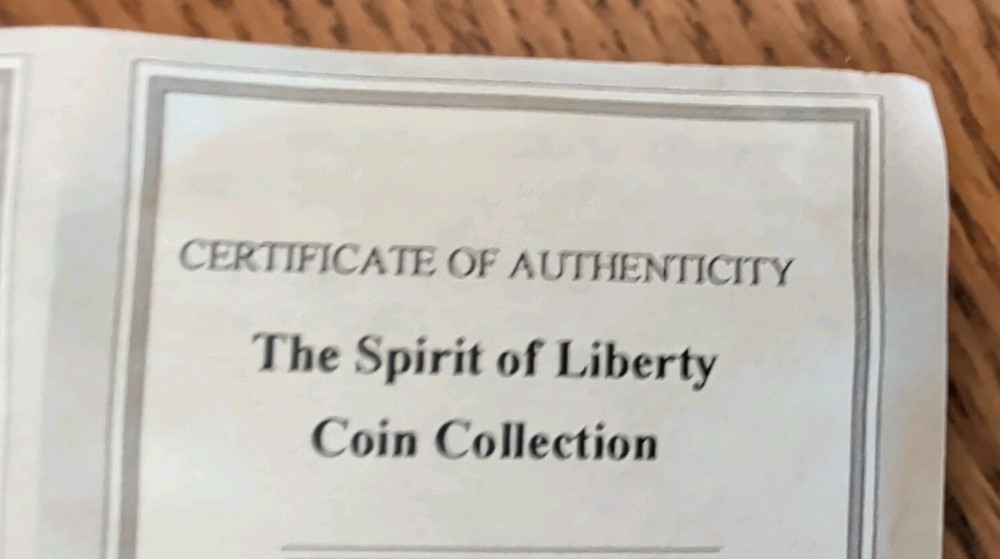 CERTIFICATE OF AUTHENTICITY
The Spirit of Liberty
Coin Collection